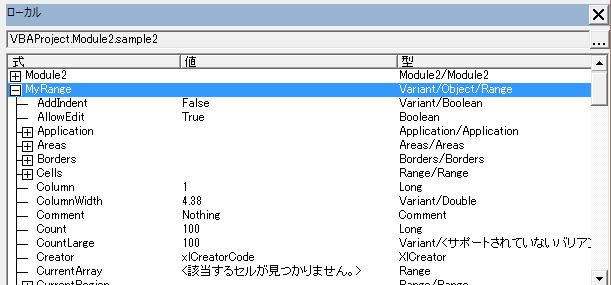 ローカル
VBAProject.Module2.sample2 ...
式 値 型
Module2 Module2/Module2
MyRange Variant/Object/Range
AddIndent False Variant/Boolean
AllowEdit True Boolean
Application Application/Application
Areas Areas/Areas
Borders Borders/Borders
Cells Range/Range
Column 1 Long
ColumnWidth 4.38 Variant/Double
Comment Nothing Comment
Count 100 Long
CountLarge 100 Variant/<サポートされていないバリア
Creator xlCreatorCode XlCreator
CurrentArray <該当するセルが見つかりません。> Range
CurrentRegion Range/Range